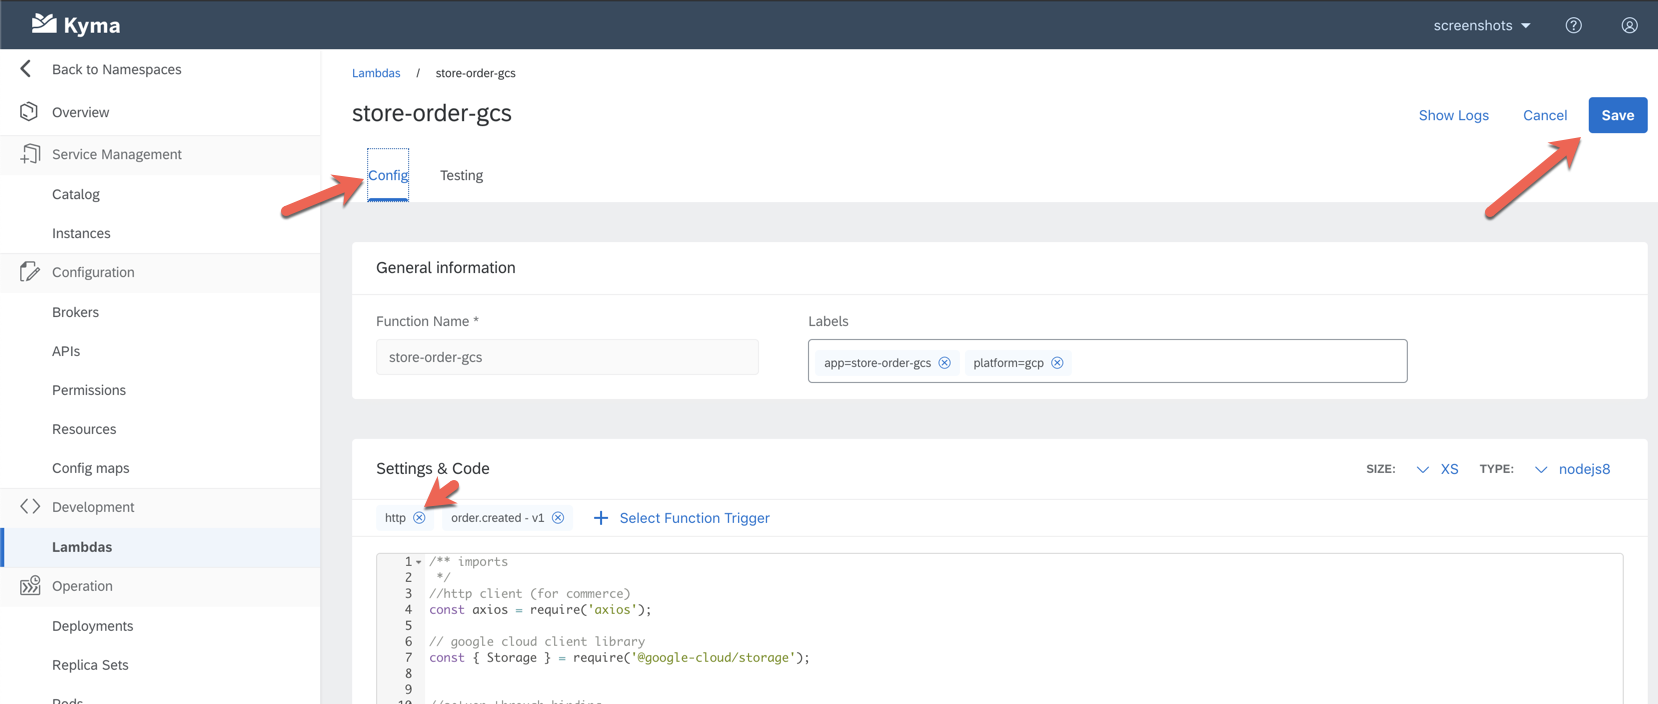 Kyma
screenshots
Back to Namespaces
Overview
Service Management
Catalog
Instances
Configuration
Brokers
APIs
Permissions
Resources
Config maps
Development
Lambdas
Operation
Deployments
Replica Sets
Pods
Lambdas / store-order-gcs
store-order-gcs
Show Logs Cancel Save
Config Testing
General information
Function Name * Labels
store-order-gcs
app=store-order-gcs platform=gcp
Settings & Code SIZE: XS TYPE: nodejs8
http order.created - v1 + Select Function Trigger
1 /** imports
2 */
3 //http client (for commerce)
4 const axios = require('axios');
5
6 // google cloud client library
7 const { Storage } = require('@google-cloud/storage');
8
9
10